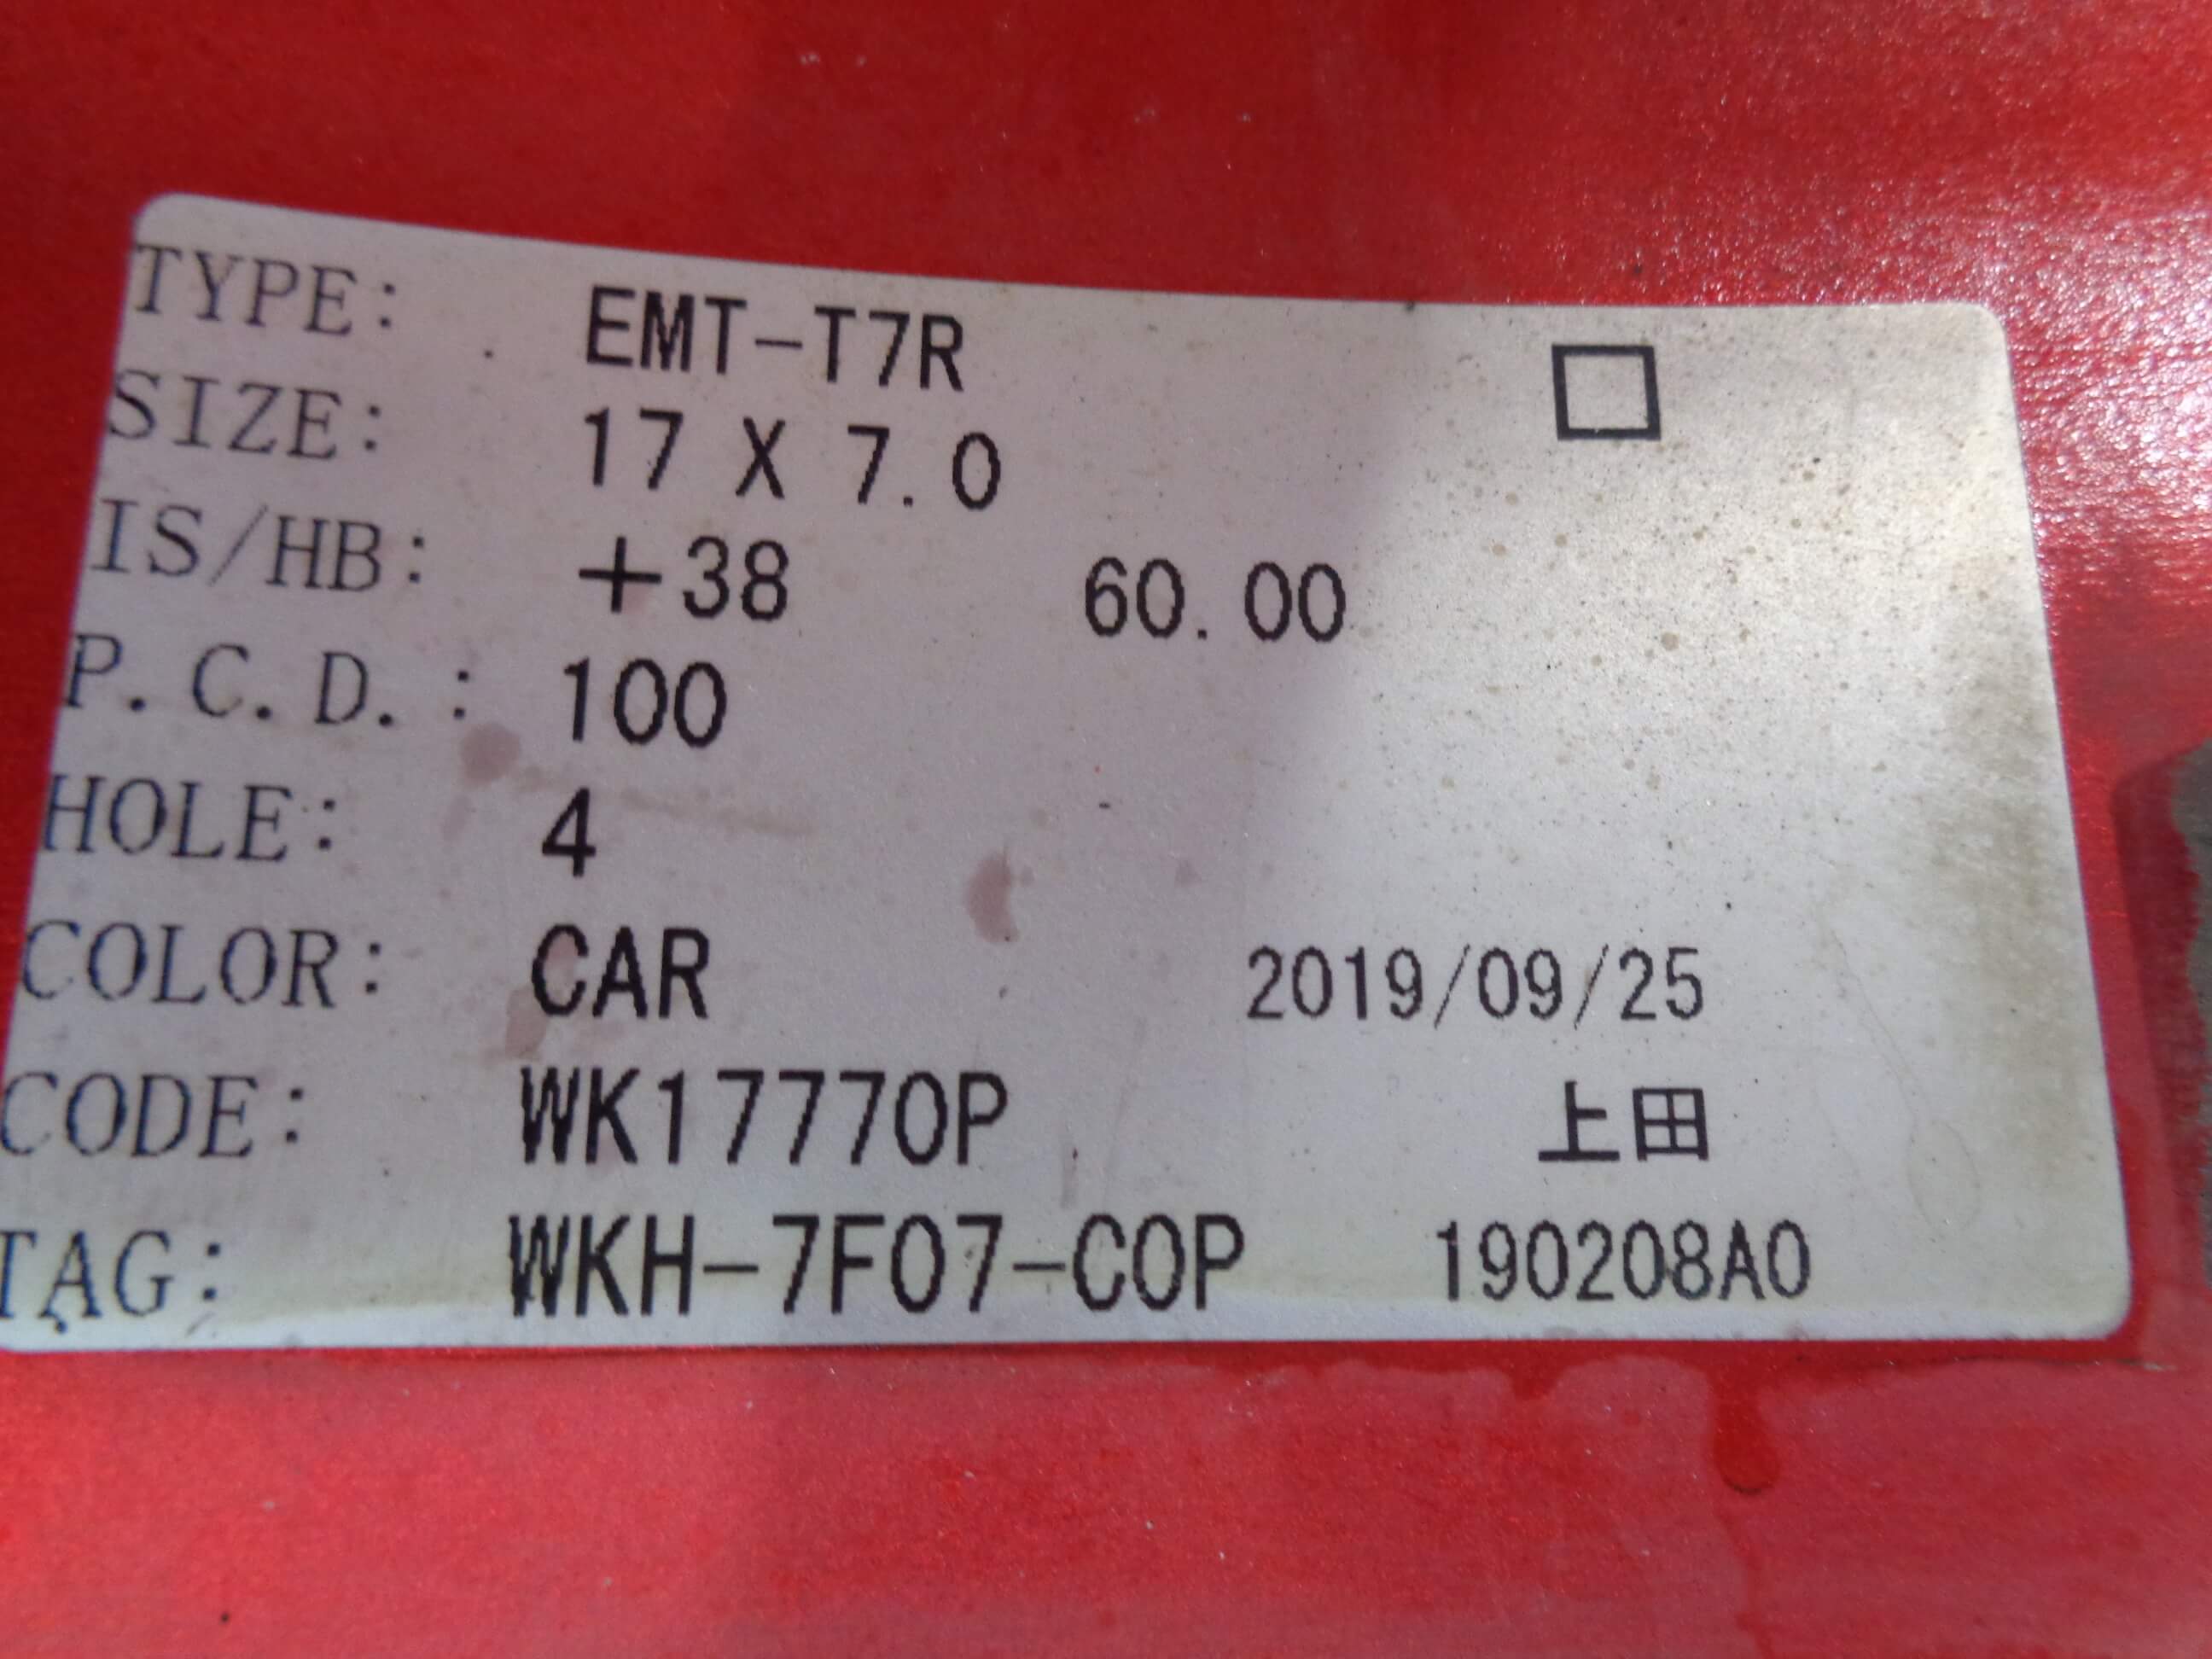 TYPE: EMT-T7R □
SIZE: 17 X 7.0
IS/HB: +38 60.00
P.C.D.: 100
HOLE: 4
COLOR: CAR 2019/09/25
CODE: WK17770P 上田
TAG: WKH-7F07-C0P 190208A0